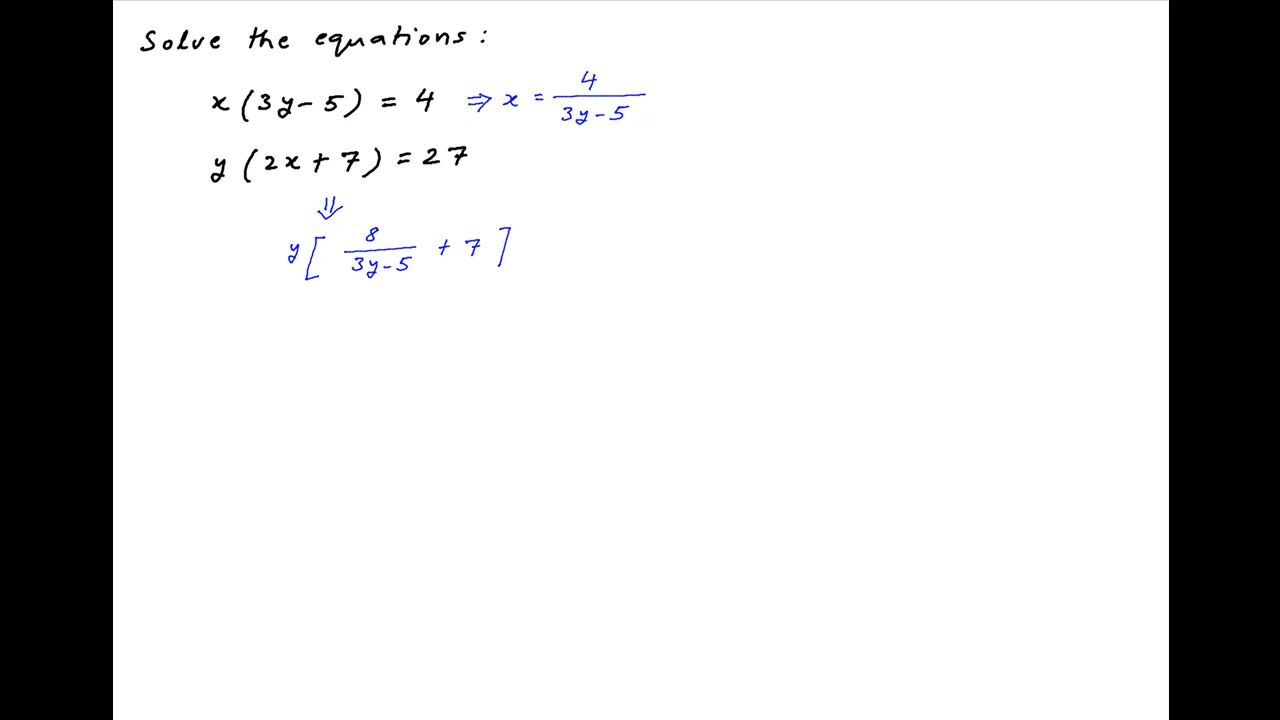 Solve the equations:
x(3y-5) = 4 ⇒ x = 4/(3y-5)
y(2x+7) = 27
⇓
y[8/(3y-5) + 7]